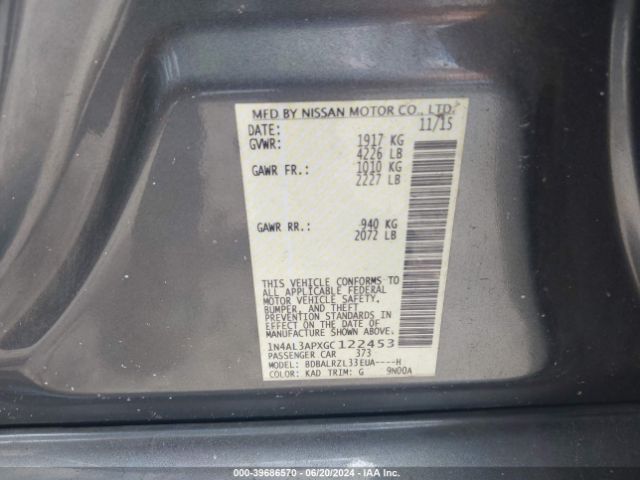 MFD BY NISSAN MOTOR CO., LTD.
DATE: 11/15
GVWR: 1917 KG
4226 LB
GAWR FR.: 1010 KG
2227 LB
GAWR RR.: 940 KG
2072 LB
THIS VEHICLE CONFORMS TO
ALL APPLICABLE FEDERAL
MOTOR VEHICLE SAFETY,
BUMPER, AND THEFT
PREVENTION STANDARDS IN
EFFECT ON THE DATE OF
MANUFACTURE SHOWN ABOVE.
1N4AL3APXGC122453
PASSENGER CAR 373
MODEL: BDBALRZL33EUA----H
COLOR: KAD TRIM: G 9N00A
000-39686570 / 06/20/2024 - IAAI.COM